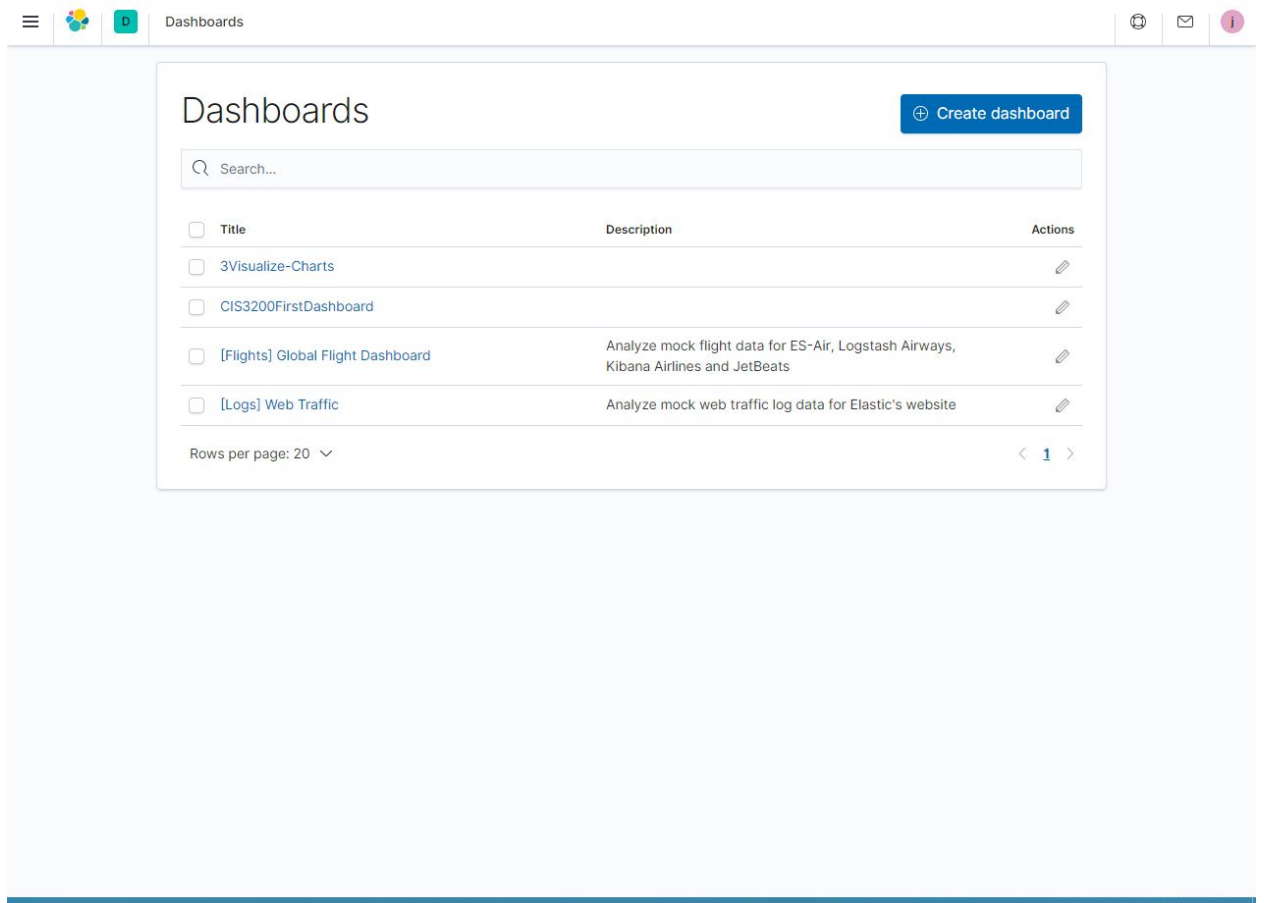 D Dashboards j
Dashboards
Create dashboard
Search...
Title Description Actions
3Visualize-Charts
CIS3200FirstDashboard
[Flights] Global Flight Dashboard Analyze mock flight data for ES-Air, Logstash Airways,
Kibana Airlines and JetBeats
[Logs] Web Traffic Analyze mock web traffic log data for Elastic's website
Rows per page: 20 1